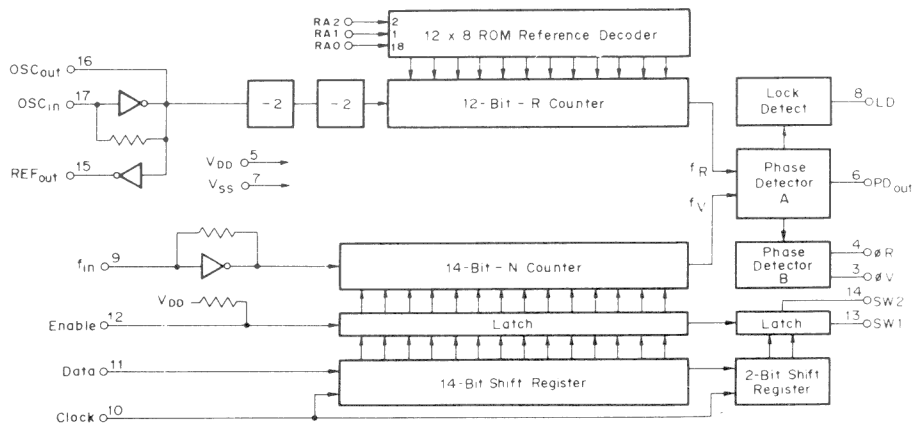 RA2 2
RA1 1
RA0 18
12 x 8 ROM Reference Decoder
OSCout 16
OSCin 17
-2
-2
12-Bit - R Counter
Lock Detect
8 LD
REFout 15
VDD 5
VSS 7
fR
fV
Phase Detector A
6 PDout
fin 9
14-Bit - N Counter
Phase Detector B
4 øR
3 øV
VDD
14 SW2
Enable 12
Latch
Latch
13 SW1
Data 11
14-Bit Shift Register
2-Bit Shift Register
Clock 10